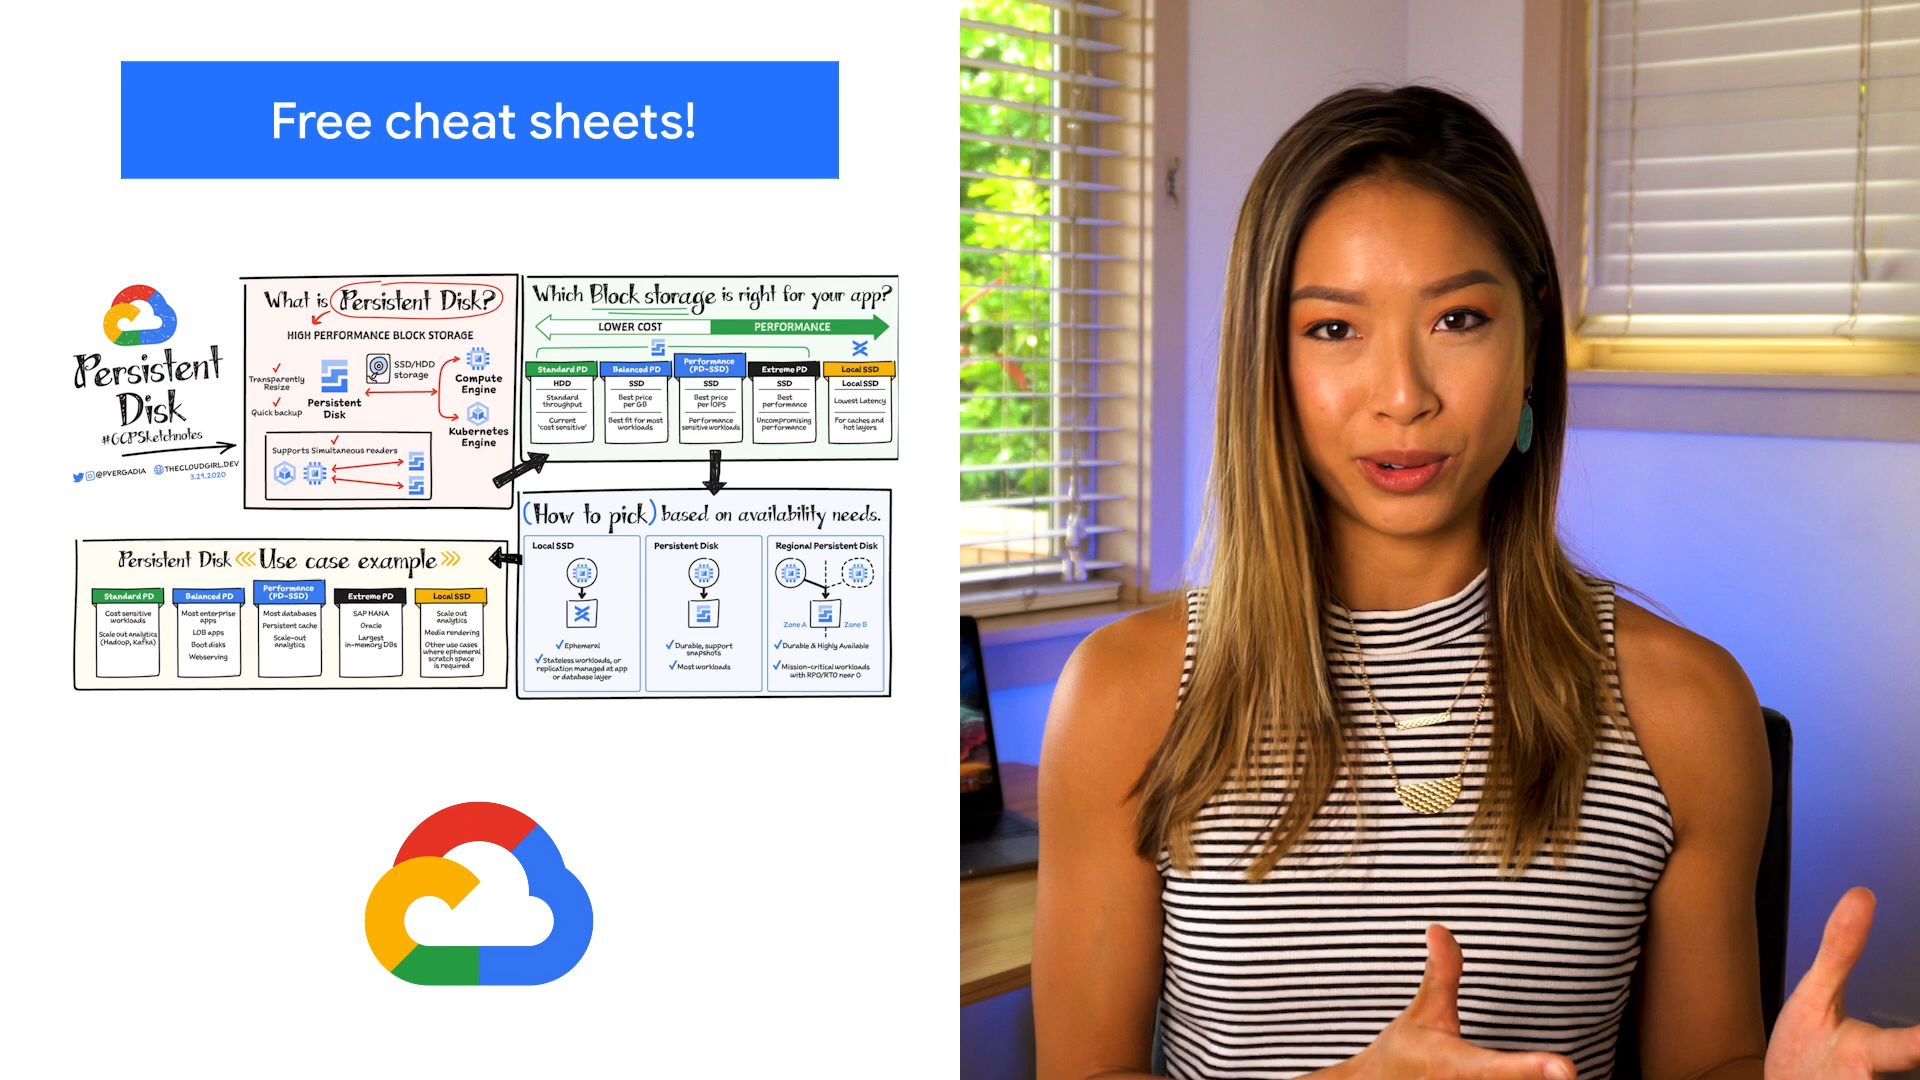 Free cheat sheets!
Persistent
Disk
#GCPSketchnotes
@PVERGADIA
THECLOUDGIRL.DEV
3.29.2020
What is Persistent Disk?
HIGH PERFORMANCE BLOCK STORAGE
Transparently
Resize
Quick backup
Persistent
Disk
SSD/HDD
storage
Compute
Engine
Kubernetes
Engine
Supports Simultaneous readers
Which Block storage is right for your app?
LOWER COST
PERFORMANCE
Standard PD
HDD
Standard
throughput
Current
'cost sensitive'
Balanced PD
SSD
Best price
per GB
Best fit for most
workloads
Performance
(PD-SSD)
SSD
Best price
per IOPS
Performance
sensitive workloads
Extreme PD
SSD
Best
performance
Uncompromising
performance
Local SSD
Local SSD
Lowest Latency
For caches and
hot layers
(How to pick) based on availability needs.
Local SSD
Ephemeral
Stateless workloads, or
replication managed at app
or database layer
Persistent Disk
Durable, support
snapshots
Most workloads
Regional Persistent Disk
Zone A
Zone B
Durable & Highly Available
Mission-critical workloads
with RPO/RTO near 0
Persistent Disk Use case example
Standard PD
Cost sensitive
workloads
Scale out analytics
(Hadoop, Kafka)
Balanced PD
Most enterprise
apps
LOB apps
Boot disks
Webserving
Performance
(PD-SSD)
Most databases
Persistent cache
Scale-out
analytics
Extreme PD
SAP HANA
Oracle
Largest
in-memory DBs
Local SSD
Scale out
analytics
Media rendering
Other use cases
where ephemeral
scratch space
is required